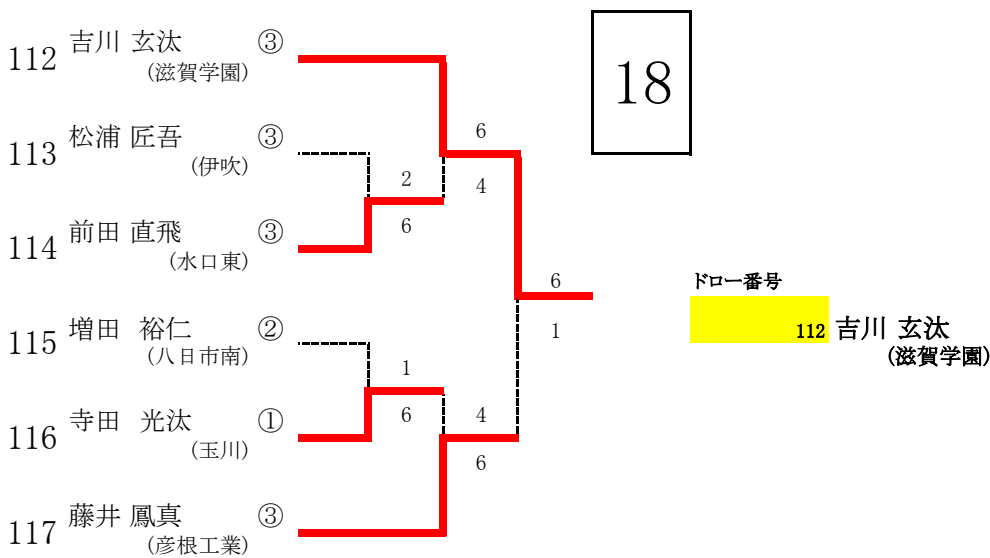 18
112 吉川 玄汰 ③
(滋賀学園)
6
113 松浦 匠吾 ③
(伊吹)
2
4
6
114 前田 直飛 ③
(水口東)
6
1
ドロー番号
112 吉川 玄汰
(滋賀学園)
115 増田 裕仁 ②
(八日市南)
1
6
4
6
116 寺田 光汰 ①
(玉川)
117 藤井 鳳真 ③
(彦根工業)